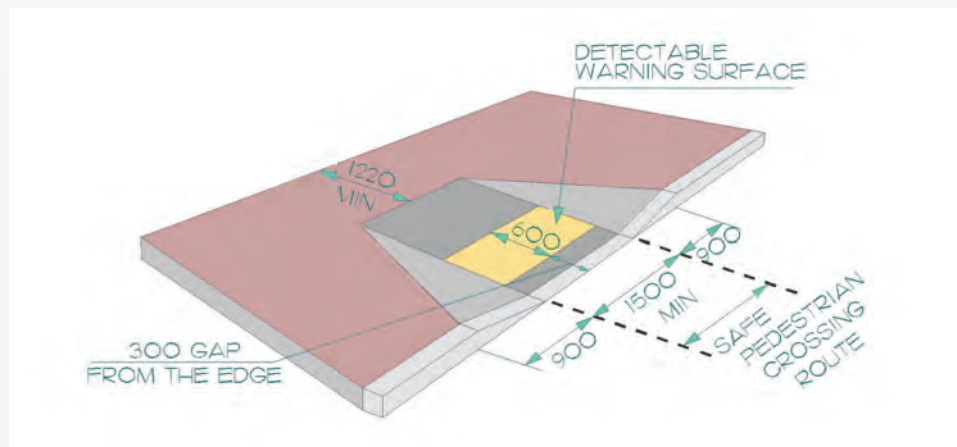 DETECTABLE
WARNING SURFACE
1220
MIN
600
900
1500
MIN
900
SAFE
PEDESTRIAN
CROSSING
ROUTE
300 GAP
FROM THE EDGE